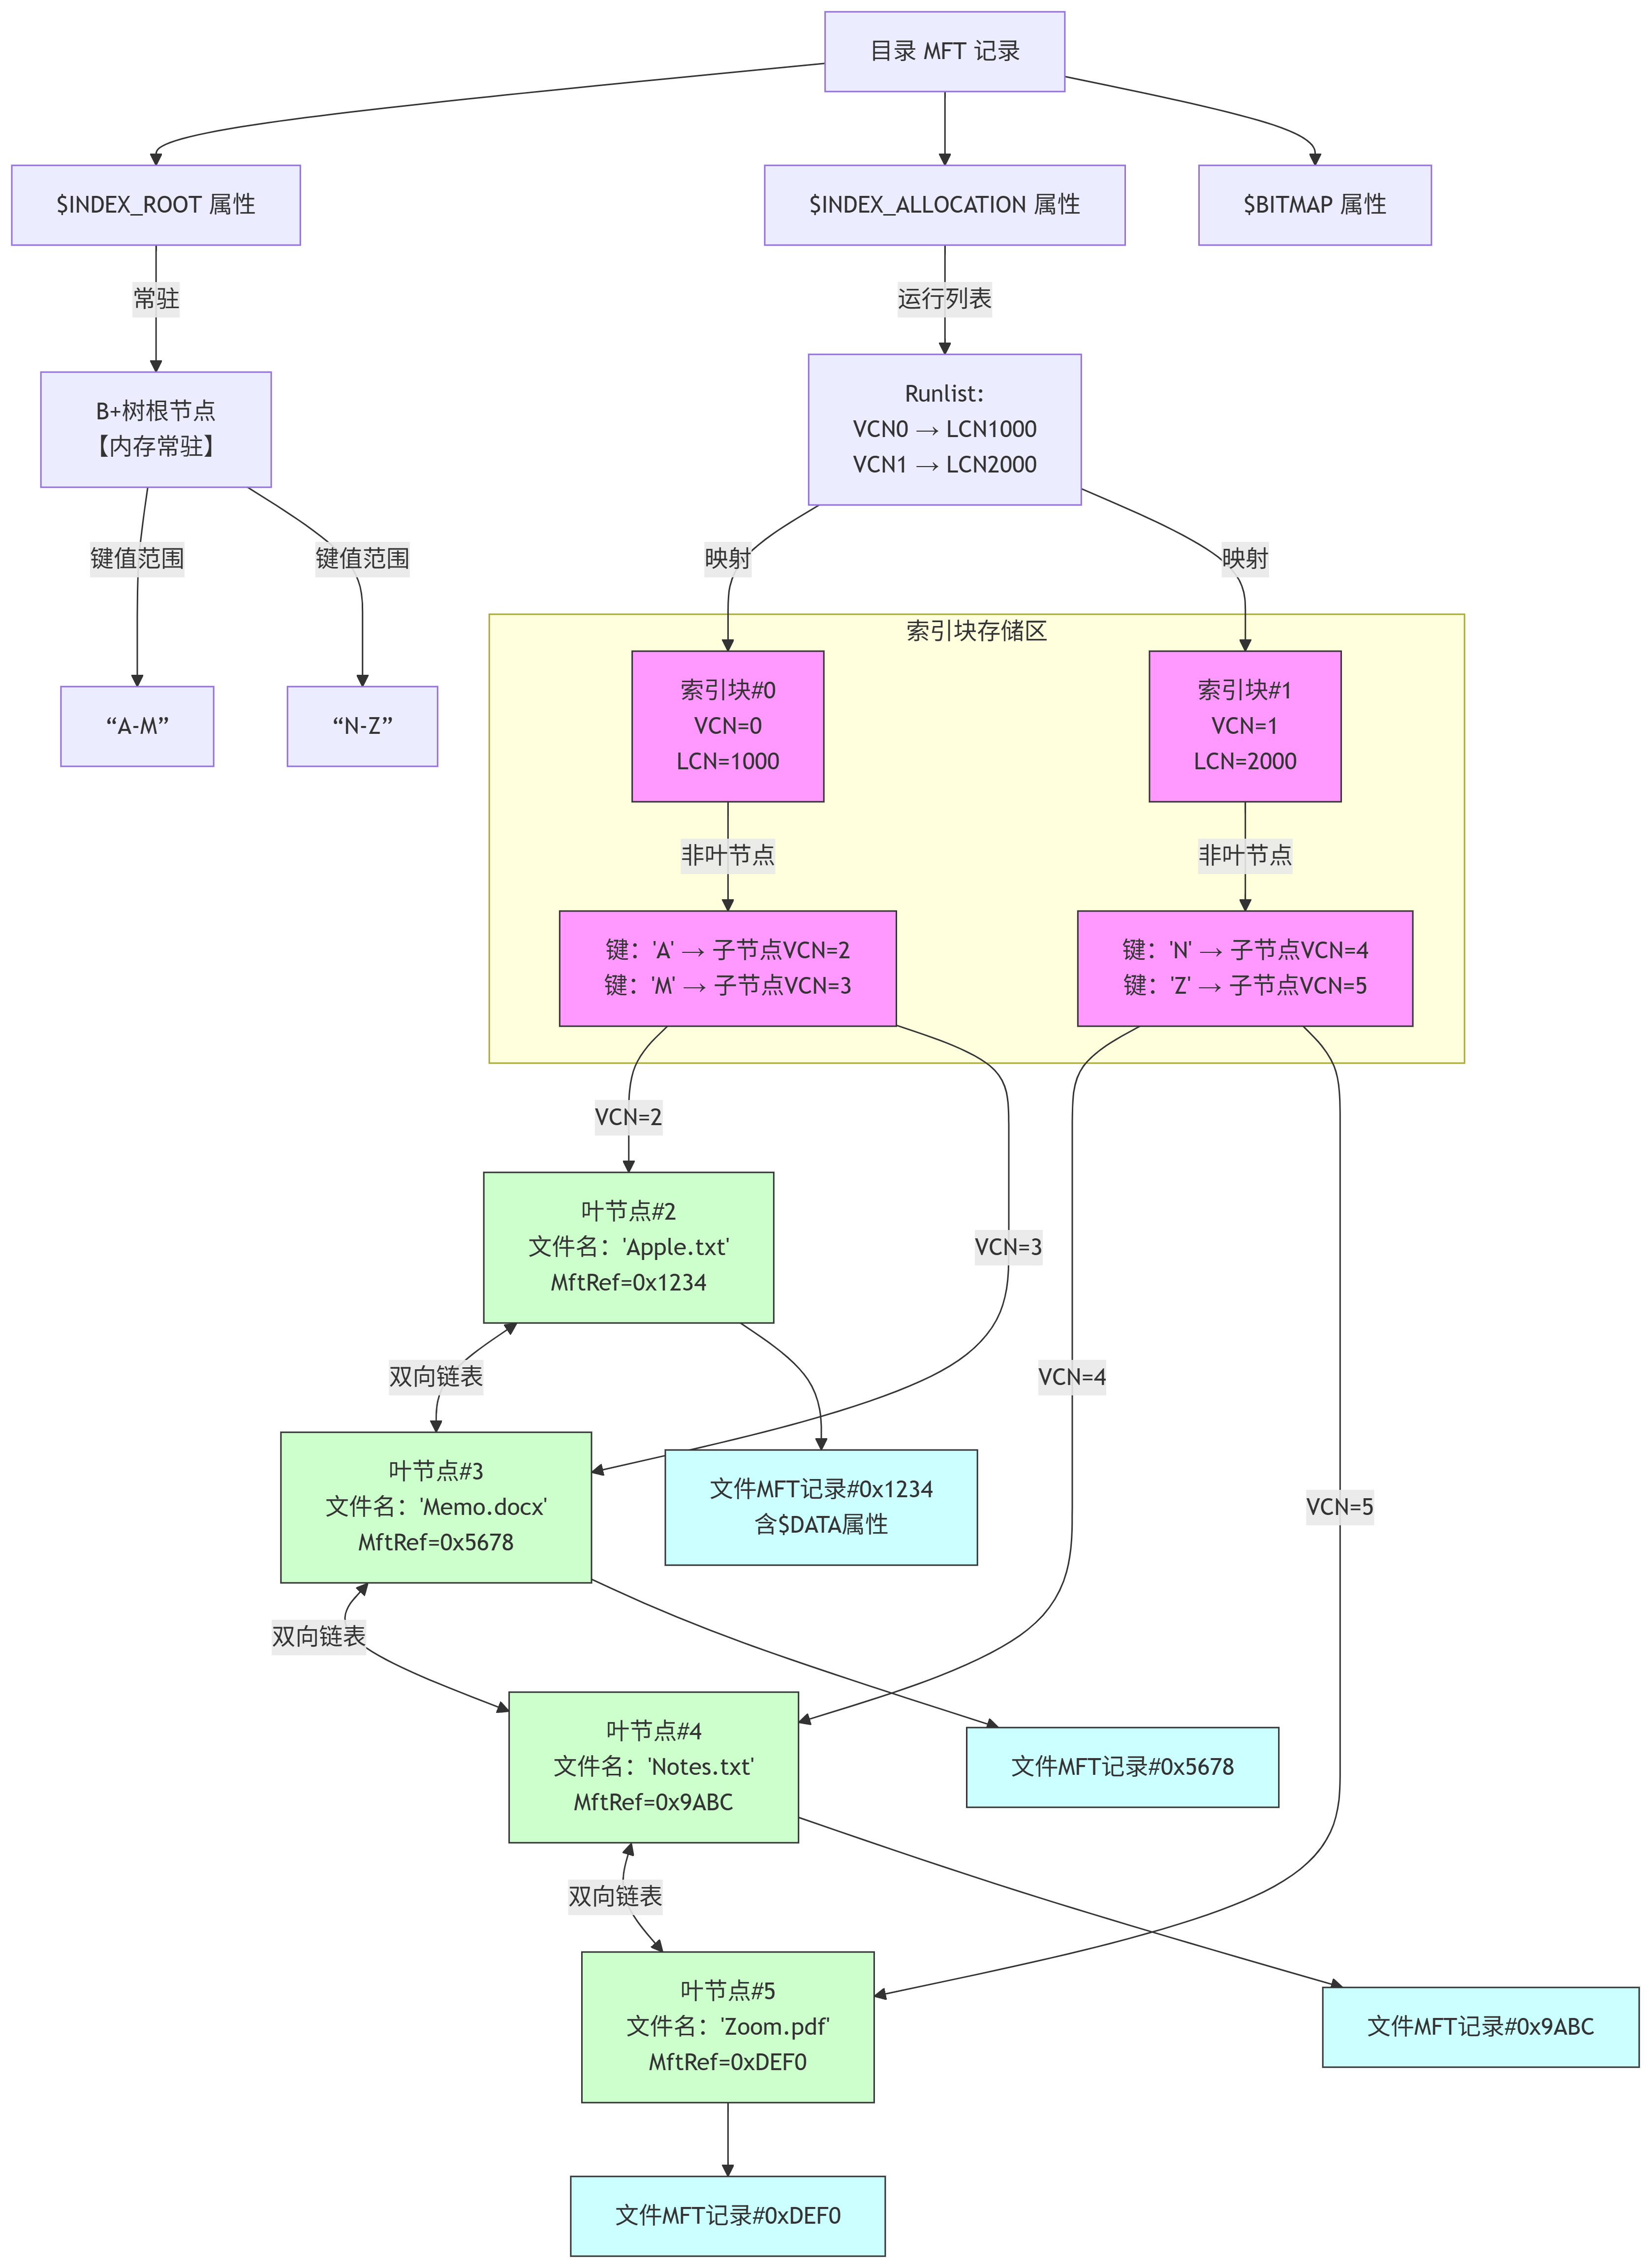 目录 MFT 记录
$INDEX_ROOT 属性
$INDEX_ALLOCATION 属性
$BITMAP 属性
常驻
运行列表
B+树根节点
【内存常驻】
Runlist:
VCN0 → LCN1000
VCN1 → LCN2000
键值范围
键值范围
映射
映射
“A-M”
“N-Z”
索引块存储区
索引块#0
VCN=0
LCN=1000
索引块#1
VCN=1
LCN=2000
非叶节点
非叶节点
键：'A' → 子节点VCN=2
键：'M' → 子节点VCN=3
键：'N' → 子节点VCN=4
键：'Z' → 子节点VCN=5
VCN=2
叶节点#2
文件名：'Apple.txt'
MftRef=0x1234
VCN=3
双向链表
VCN=4
叶节点#3
文件名：'Memo.docx'
MftRef=0x5678
文件MFT记录#0x1234
含$DATA属性
VCN=5
双向链表
叶节点#4
文件名：'Notes.txt'
MftRef=0x9ABC
文件MFT记录#0x5678
双向链表
叶节点#5
文件名：'Zoom.pdf'
MftRef=0xDEF0
文件MFT记录#0x9ABC
文件MFT记录#0xDEF0